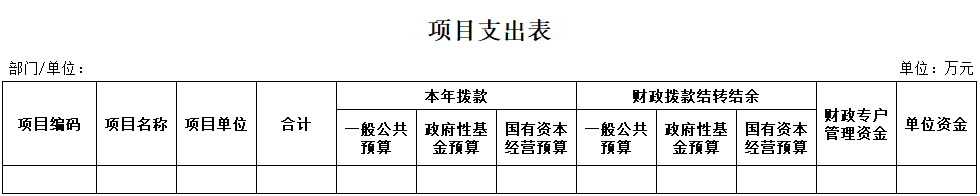 项目支出表
部门/单位：
单位：万元
项目编码 项目名称 项目单位 合计 本年拨款 财政拨款结转结余 财政专户管理资金 单位资金
一般公共预算 政府性基金预算 国有资本经营预算 一般公共预算 政府性基金预算 国有资本经营预算